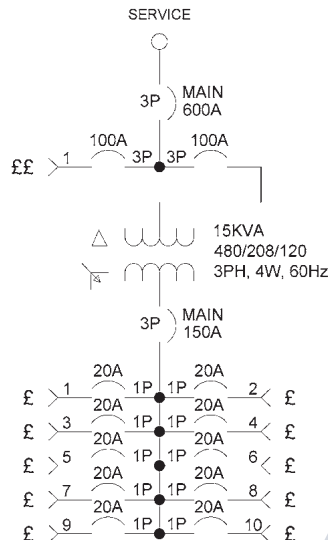 SERVICE
3P MAIN
600A
100A 100A
££ 1 3P 3P
15KVA
480/208/120
3PH, 4W, 60Hz
3P MAIN
150A
20A 20A
£ 1 1P 1P 2 £
20A 20A
£ 3 1P 1P 4 £
20A 20A
£ 5 1P 1P 6 £
20A 20A
£ 7 1P 1P 8 £
20A 20A
£ 9 1P 1P 10 £